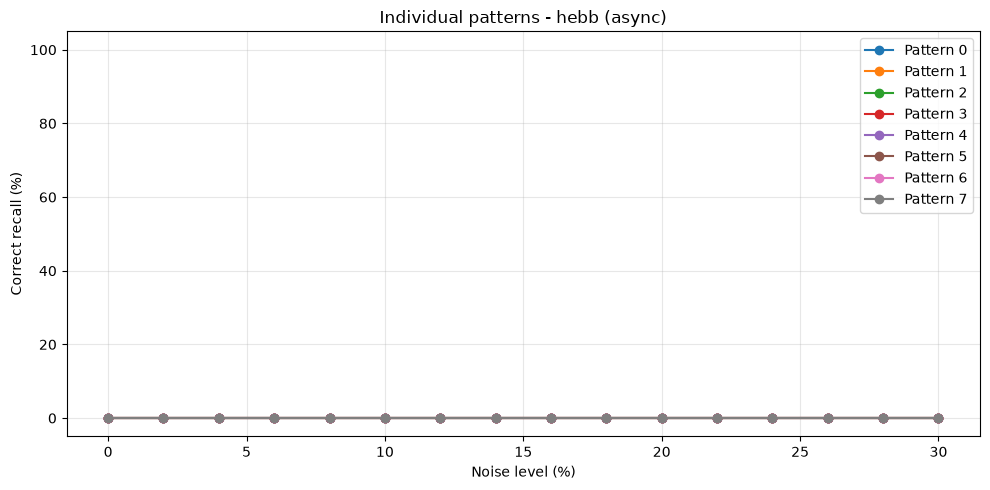 Individual patterns - hebb (async)
Correct recall (%)
100
80
60
40
20
0
Pattern 0
Pattern 1
Pattern 2
Pattern 3
Pattern 4
Pattern 5
Pattern 6
Pattern 7
0 5 10 15 20 25 30
Noise level (%)